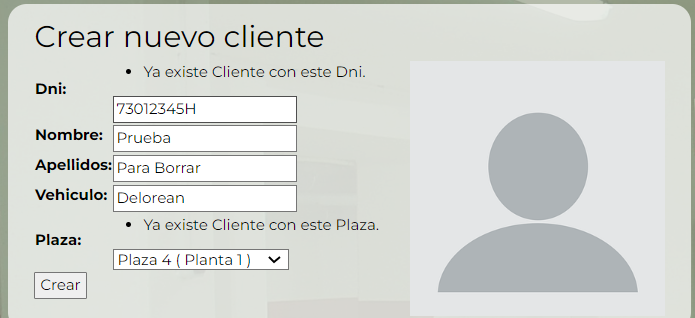 Crear nuevo cliente
Ya existe Cliente con este Dni.
Dni:
73012345H
Nombre: Prueba
Apellidos: Para Borrar
Vehiculo: Delorean
Ya existe Cliente con este Plaza.
Plaza:
Plaza 4 ( Planta 1 )
Crear